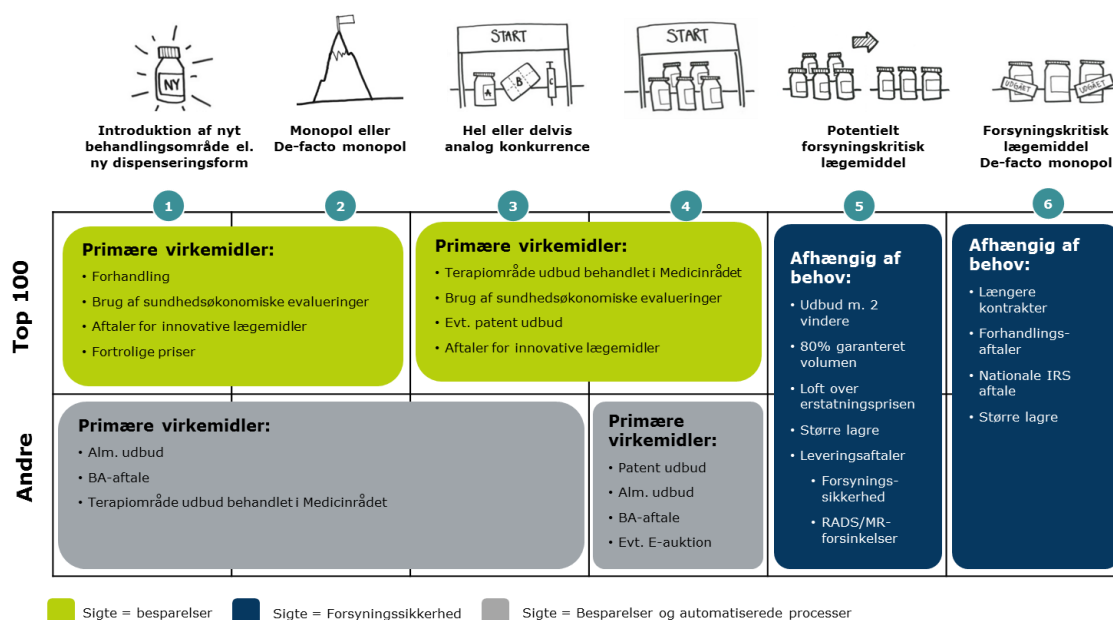 NY
START
A
B
C
START
UDGÅET
UDGÅET
Introduktion af nyt
behandlingsområde el.
ny dispenseringsform
Monopol eller
De-facto monopol
Hel eller delvis
analog konkurrence
Potentielt
forsyningskritisk
lægemiddel
Forsyningskritisk
lægemiddel
De-facto monopol
1
2
3
4
5
6
Top 100
Primære virkemidler:
• Forhandling
• Brug af sundhedsøkonomiske evalueringer
• Aftaler for innovative lægemidler
• Fortrolige priser
Primære virkemidler:
• Terapiområde udbud behandlet i Medicinrådet
• Brug af sundhedsøkonomiske evalueringer
• Evt. patent udbud
• Aftaler for innovative lægemidler
Afhængig af
behov:
• Udbud m. 2
vindere
• 80% garanteret
volumen
• Loft over
erstatningsprisen
• Større lagre
• Leveringsaftaler
• Forsynings-
sikkerhed
• RADS/MR-
forsinkelser
Afhængig af
behov:
• Længere
kontrakter
• Forhandlings-
aftaler
• Nationale IRS
aftale
• Større lagre
Andre
Primære virkemidler:
• Alm. udbud
• BA-aftale
• Terapiområde udbud behandlet i Medicinrådet
Primære
virkemidler:
• Patent udbud
• Alm. udbud
• BA-aftale
• Evt. E-auktion
Sigte = besparelser
Sigte = Forsyningssikkerhed
Sigte = Besparelser og automatiserede processer